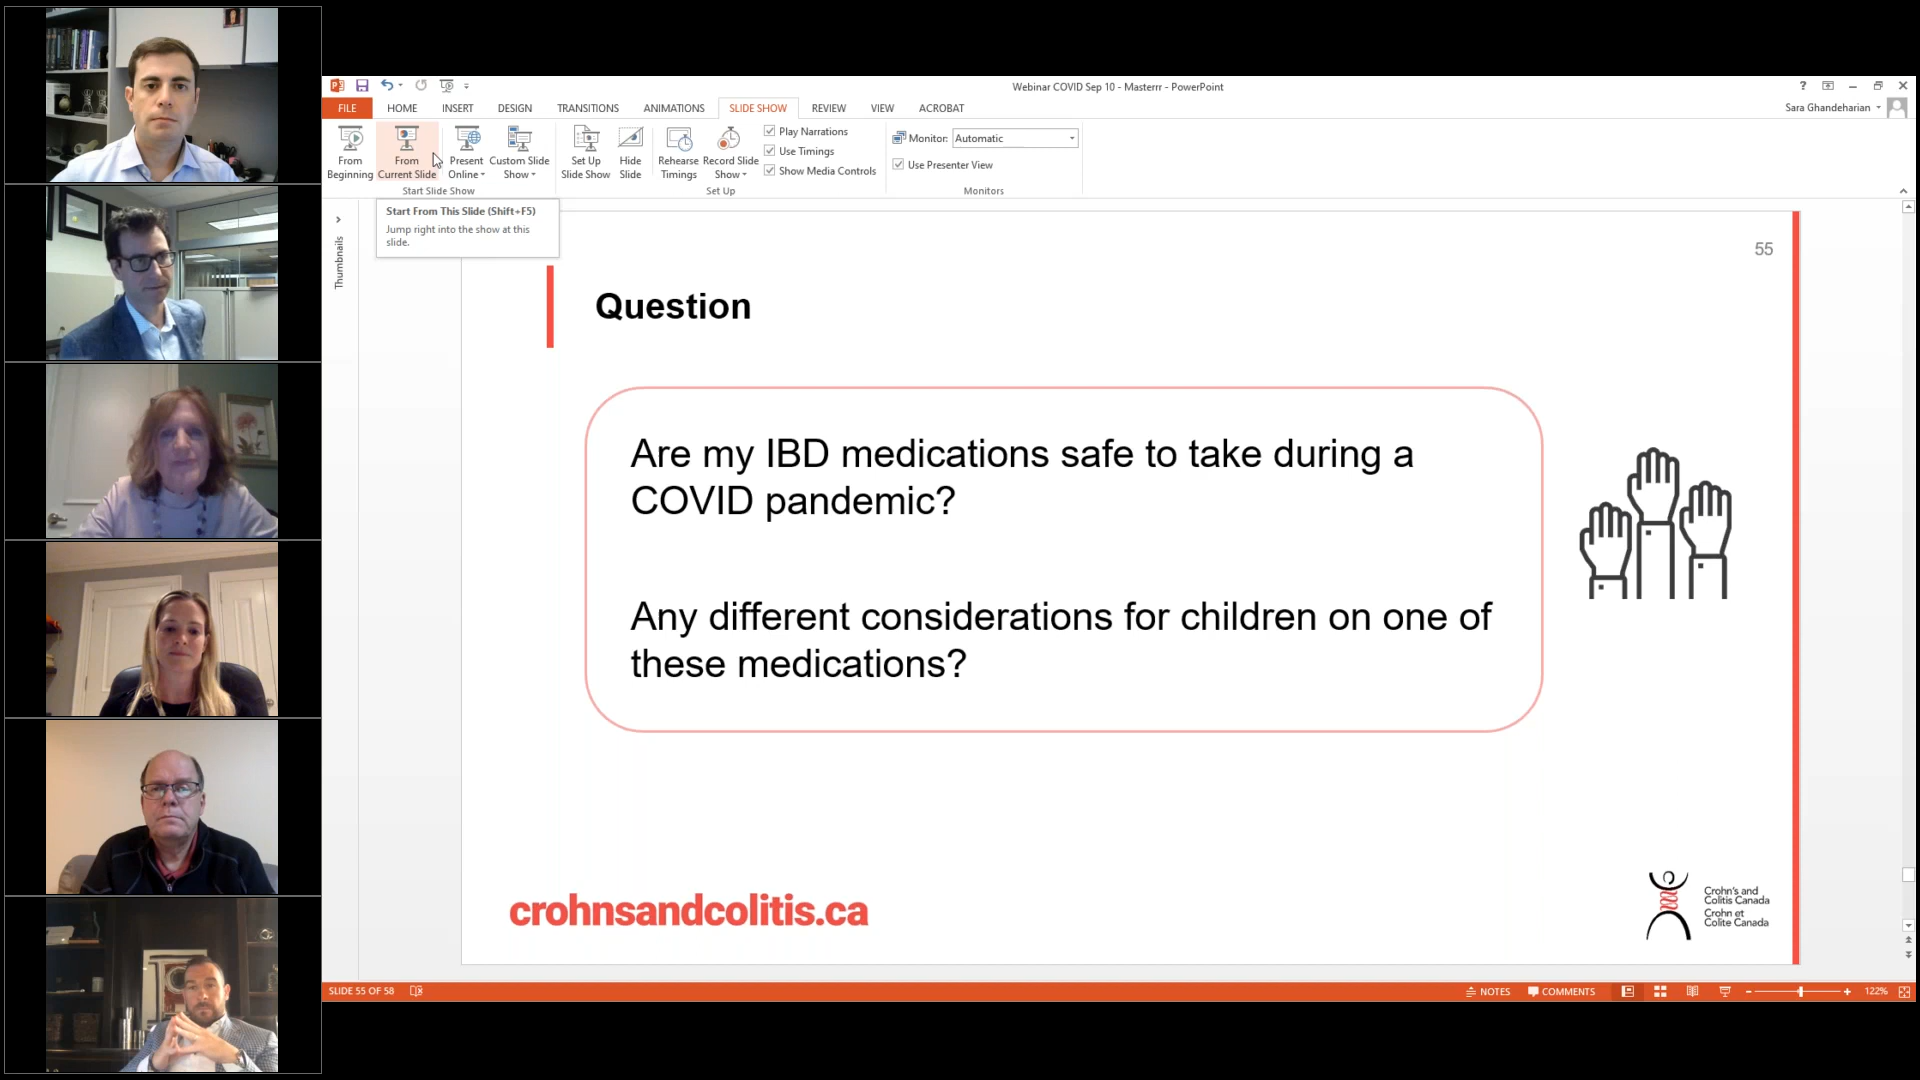 Webinar COVID Sep 10 - Masterrr - PowerPoint
Sara Ghandeharian
FILE
HOME
INSERT
DESIGN
TRANSITIONS
ANIMATIONS
SLIDE SHOW
REVIEW
VIEW
ACROBAT
From
Beginning
From
Current Slide
Present
Online
Custom Slide
Show
Start Slide Show
Set Up
Slide Show
Hide
Slide
Rehearse
Timings
Record Slide
Show
Play Narrations
Use Timings
Show Media Controls
Set Up
Monitor: Automatic
Use Presenter View
Monitors
Start From This Slide (Shift+F5)
Jump right into the show at this
slide.
Thumbnails
55
Question
Are my IBD medications safe to take during a
COVID pandemic?
Any different considerations for children on one of
these medications?
crohnsandcolitis.ca
Crohn's and
Colitis Canada
Crohn et
Colite Canada
SLIDE 55 OF 58
NOTES
COMMENTS
122%